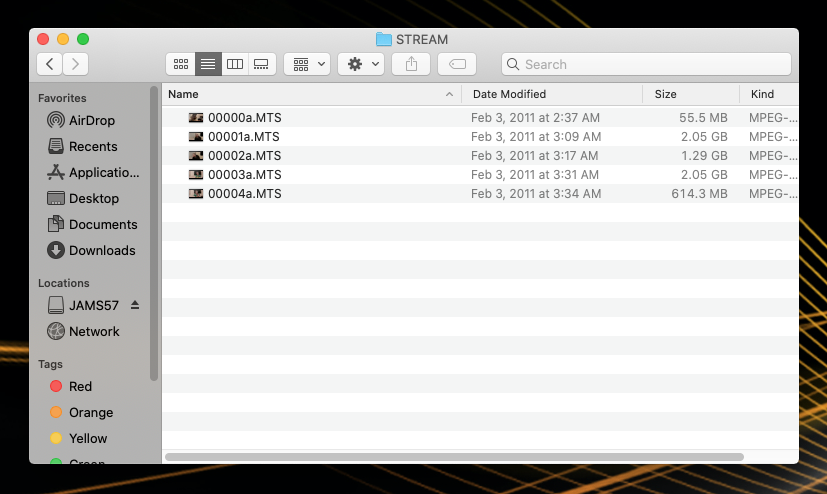 STREAM
Search
Favorites
AirDrop
Recents
Applicatio...
Desktop
Documents
Downloads
Locations
JAMS57
Network
Tags
Red
Orange
Yellow
Green
Name Date Modified Size Kind
00000a.MTS Feb 3, 2011 at 2:37 AM 55.5 MB MPEG-...
00001a.MTS Feb 3, 2011 at 3:09 AM 2.05 GB MPEG-...
00002a.MTS Feb 3, 2011 at 3:17 AM 1.29 GB MPEG-...
00003a.MTS Feb 3, 2011 at 3:31 AM 2.05 GB MPEG-...
00004a.MTS Feb 3, 2011 at 3:34 AM 614.3 MB MPEG-...